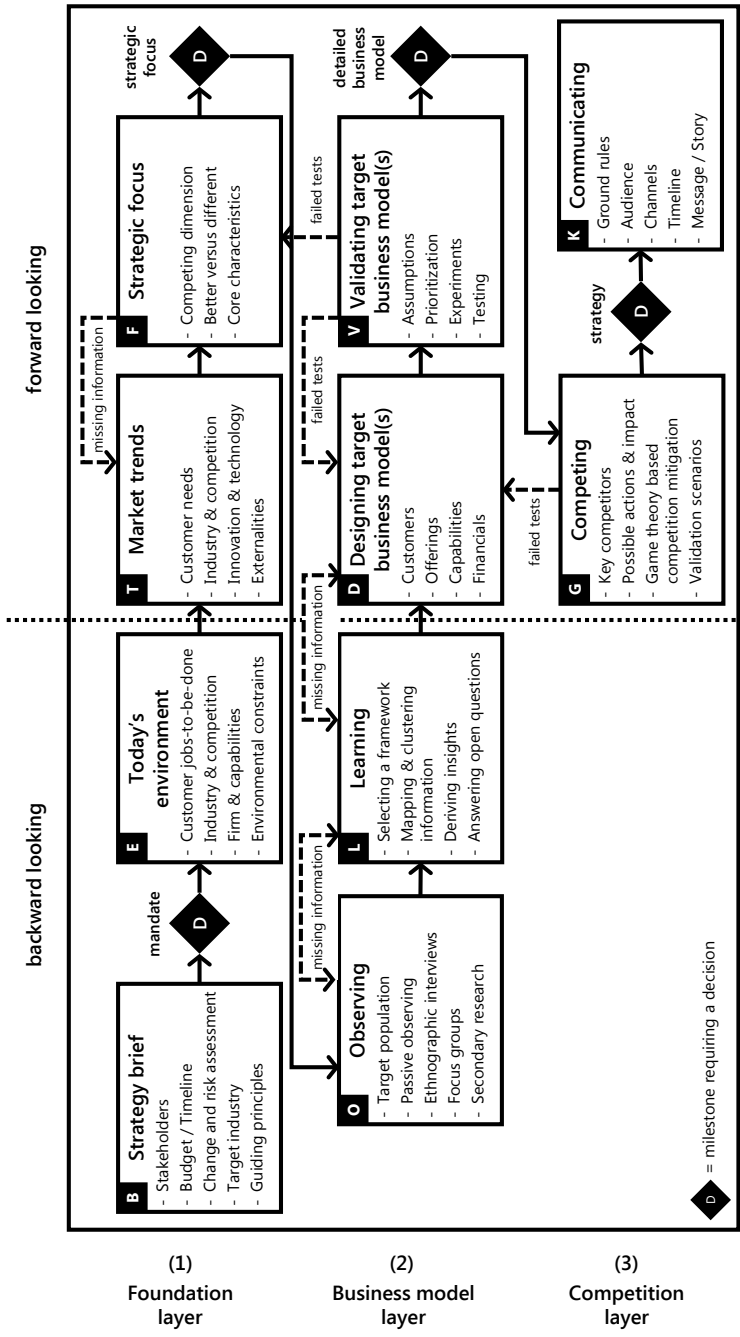 backward looking
forward looking
(1)
Foundation
layer
B
Strategy brief
- Stakeholders
- Budget / Timeline
- Change and risk assessment
- Target industry
- Guiding principles
mandate
D
E
Today's
environment
- Customer jobs-to-be-done
- Industry & competition
- Firm & capabilities
- Environmental constraints
T
Market trends
- Customer needs
- Industry & competition
- Innovation & technology
- Externalities
missing information
F
Strategic focus
- Competing dimension
- Better versus different
- Core characteristics
strategic
focus
D
(2)
Business model
layer
O
Observing
- Target population
- Passive observing
- Ethnographic interviews
- Focus groups
- Secondary research
missing information
L
Learning
- Selecting a framework
- Mapping & clustering
information
- Deriving insights
- Answering open questions
missing information
D
Designing target
business model(s)
- Customers
- Offerings
- Capabilities
- Financials
failed tests
V
Validating target
business model(s)
- Assumptions
- Prioritization
- Experiments
- Testing
failed tests
detailed
business
model
D
(3)
Competition
layer
G
Competing
- Key competitors
- Possible actions & impact
- Game theory based
competition mitigation
- Validation scenarios
failed tests
strategy
D
K
Communicating
- Ground rules
- Audience
- Channels
- Timeline
- Message / Story
D = milestone requiring a decision